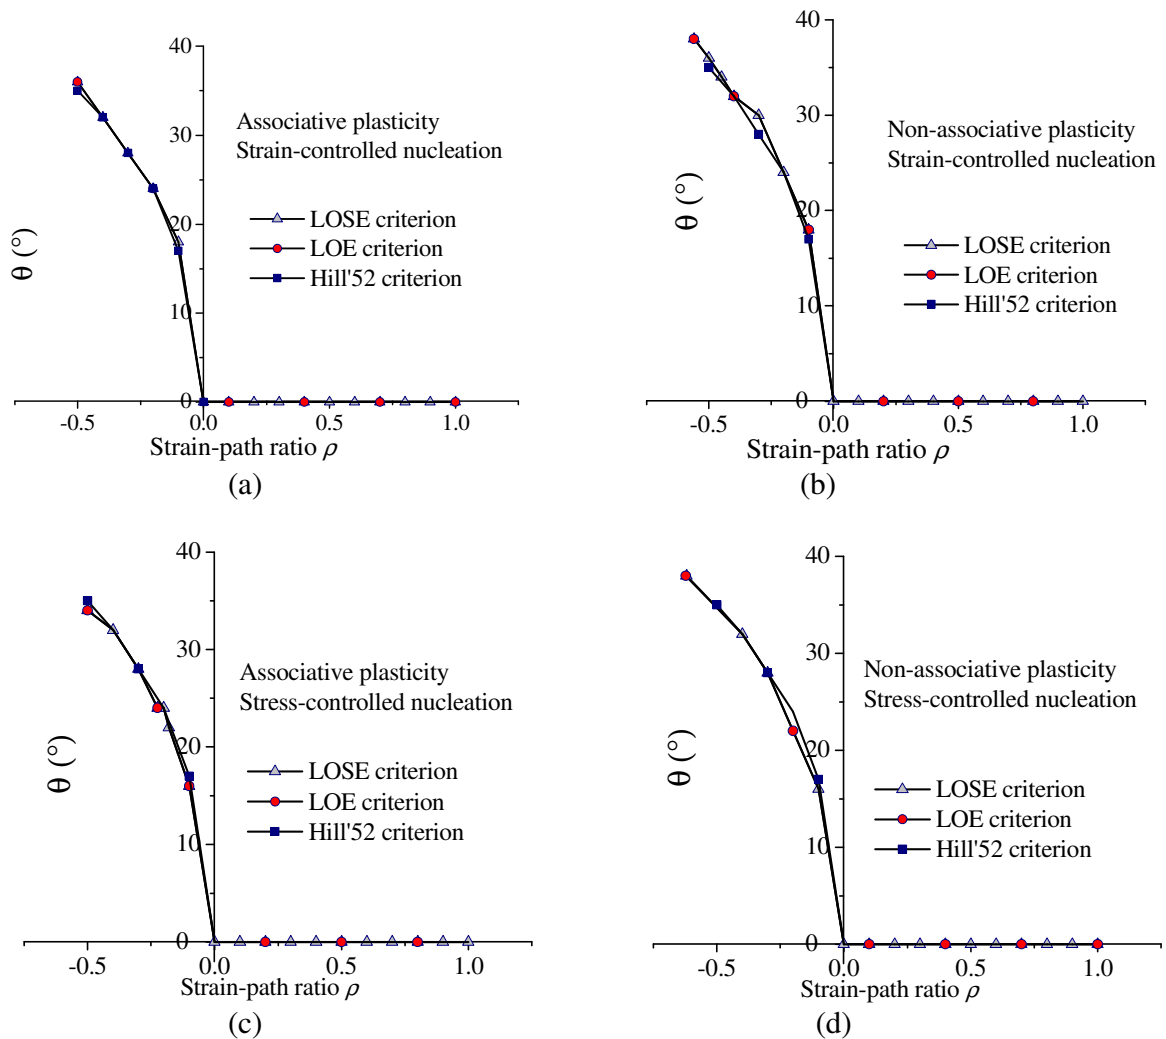 40
30
20
10
0
θ (°)
Associative plasticity
Strain-controlled nucleation
LOSE criterion
LOE criterion
Hill'52 criterion
-0.5 0.0 0.5 1.0
Strain-path ratio ρ
(a)
40
30
20
10
0
θ (°)
Non-associative plasticity
Strain-controlled nucleation
LOSE criterion
LOE criterion
Hill'52 criterion
-0.5 0.0 0.5 1.0
Strain-path ratio ρ
(b)
40
30
20
10
0
θ (°)
Associative plasticity
Stress-controlled nucleation
LOSE criterion
LOE criterion
Hill'52 criterion
-0.5 0.0 0.5 1.0
Strain-path ratio ρ
(c)
40
30
20
10
0
θ (°)
Non-associative plasticity
Stress-controlled nucleation
LOSE criterion
LOE criterion
Hill'52 criterion
-0.5 0.0 0.5 1.0
Strain-path ratio ρ
(d)